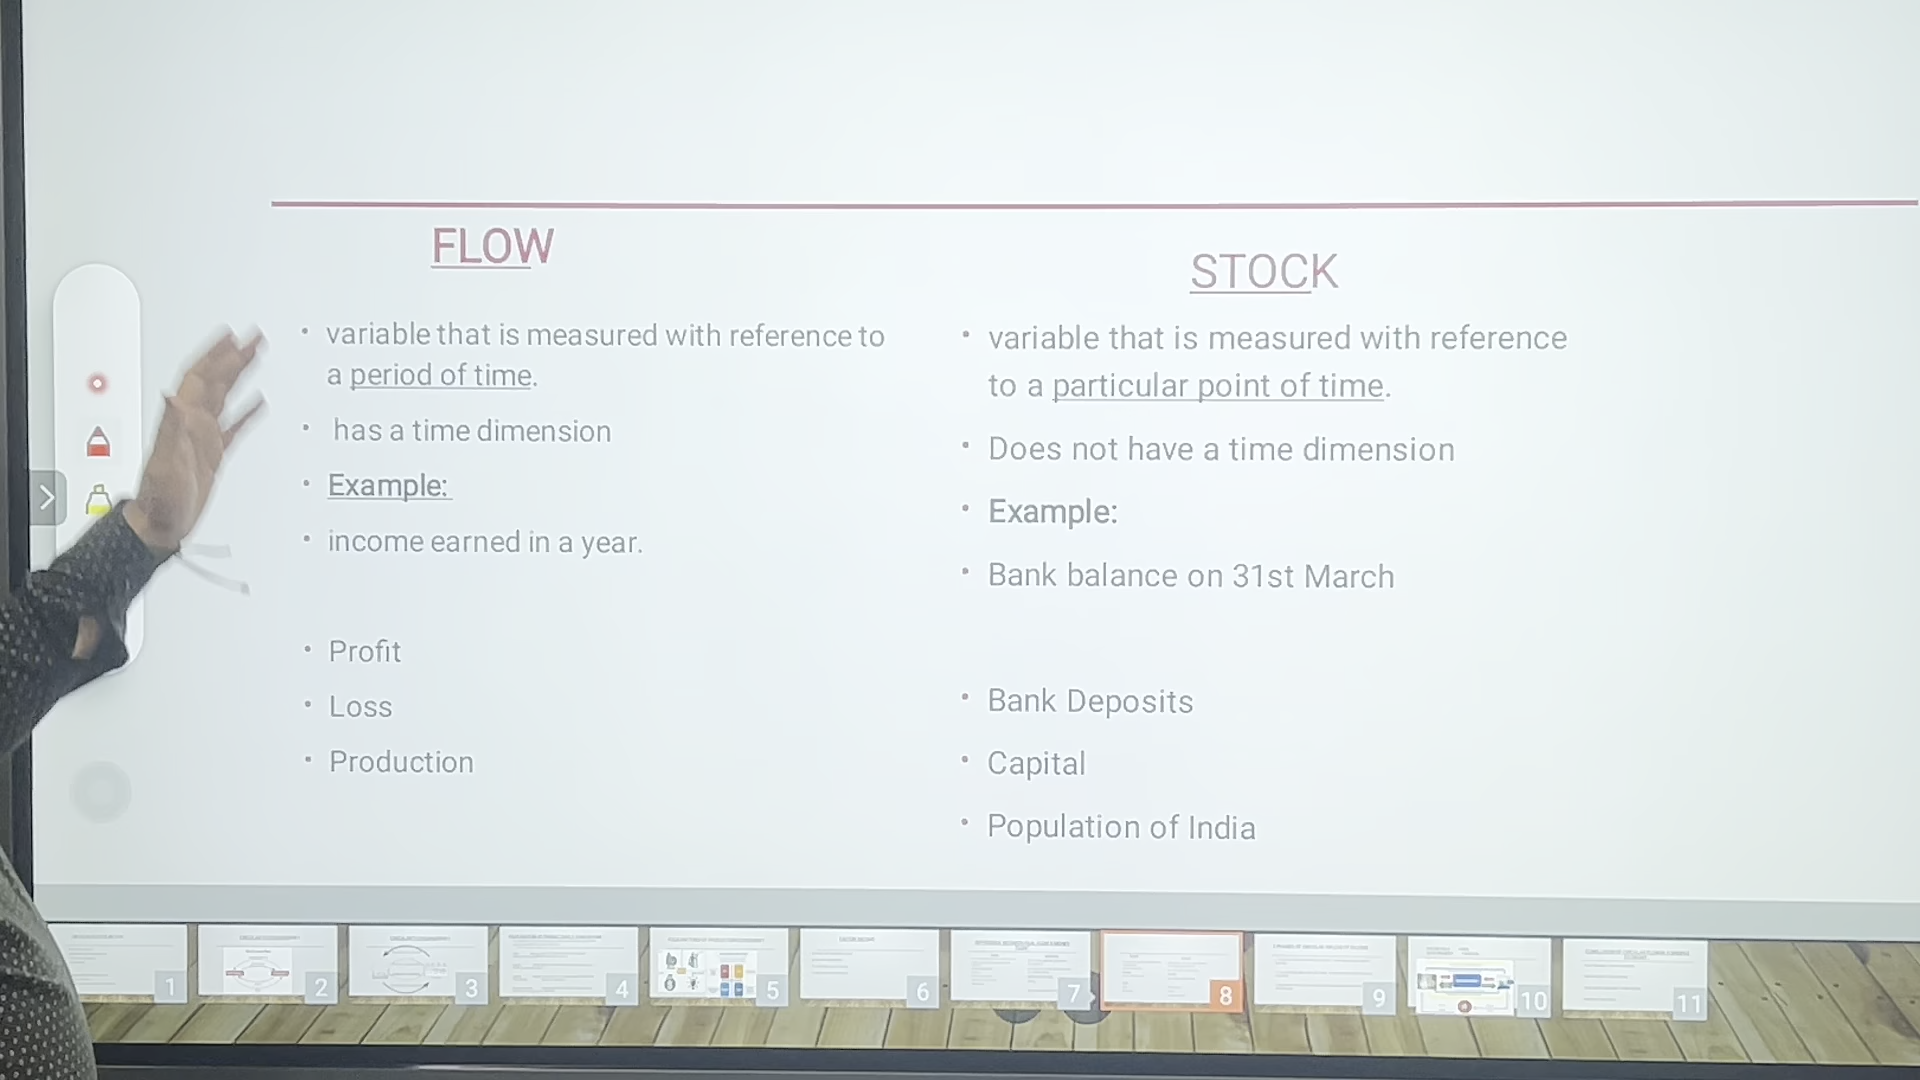 FLOW
variable that is measured with reference to
a period of time.
has a time dimension
Example:
income earned in a year.
Profit
Loss
Production
STOCK
variable that is measured with reference
to a particular point of time.
Does not have a time dimension
Example:
Bank balance on 31st March
Bank Deposits
Capital
Population of India
1
2
3
4
5
6
7
8
9
10
11